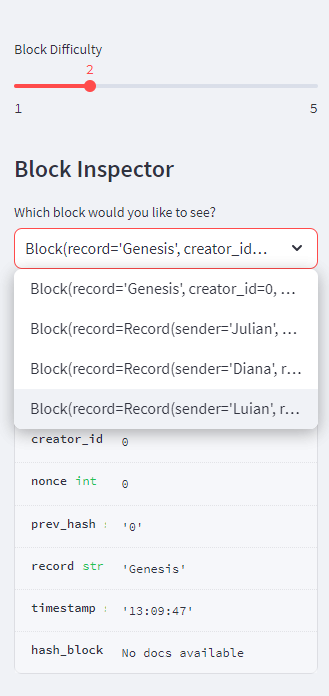 Block Difficulty
2
1 5
Block Inspector
Which block would you like to see?
Block(record='Genesis', creator_id...
Block(record='Genesis', creator_id=0, ...
Block(record=Record(sender='Julian', ...
Block(record=Record(sender='Diana', r...
Block(record=Record(sender='Luian', r...
creator_id 0
nonce int 0
prev_hash : '0'
record str 'Genesis'
timestamp : '13:09:47'
hash_block No docs available